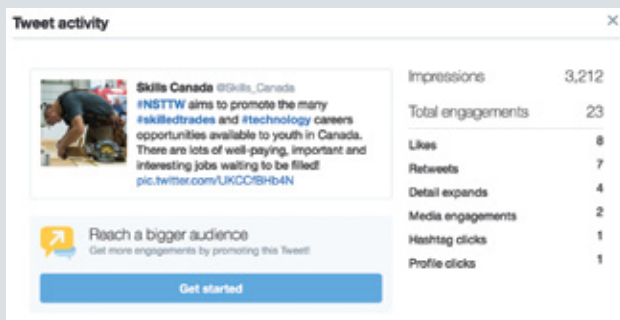 Tweet activity
Skills Canada @Skills_Canada
#NSTTW aims to promote the many
#skilledtrades and #technology careers
opportunities available to youth in Canada.
There are lots of well-paying, important and
interesting jobs waiting to be filled!
pic.twitter.com/UKCCfBHb4N
Reach a bigger audience
Get more engagements by promoting this Tweet!
Get started
Impressions 3,212
Total engagements 23
Likes 8
Retweets 7
Detail expands 4
Media engagements 2
Hashtag clicks 1
Profile clicks 1